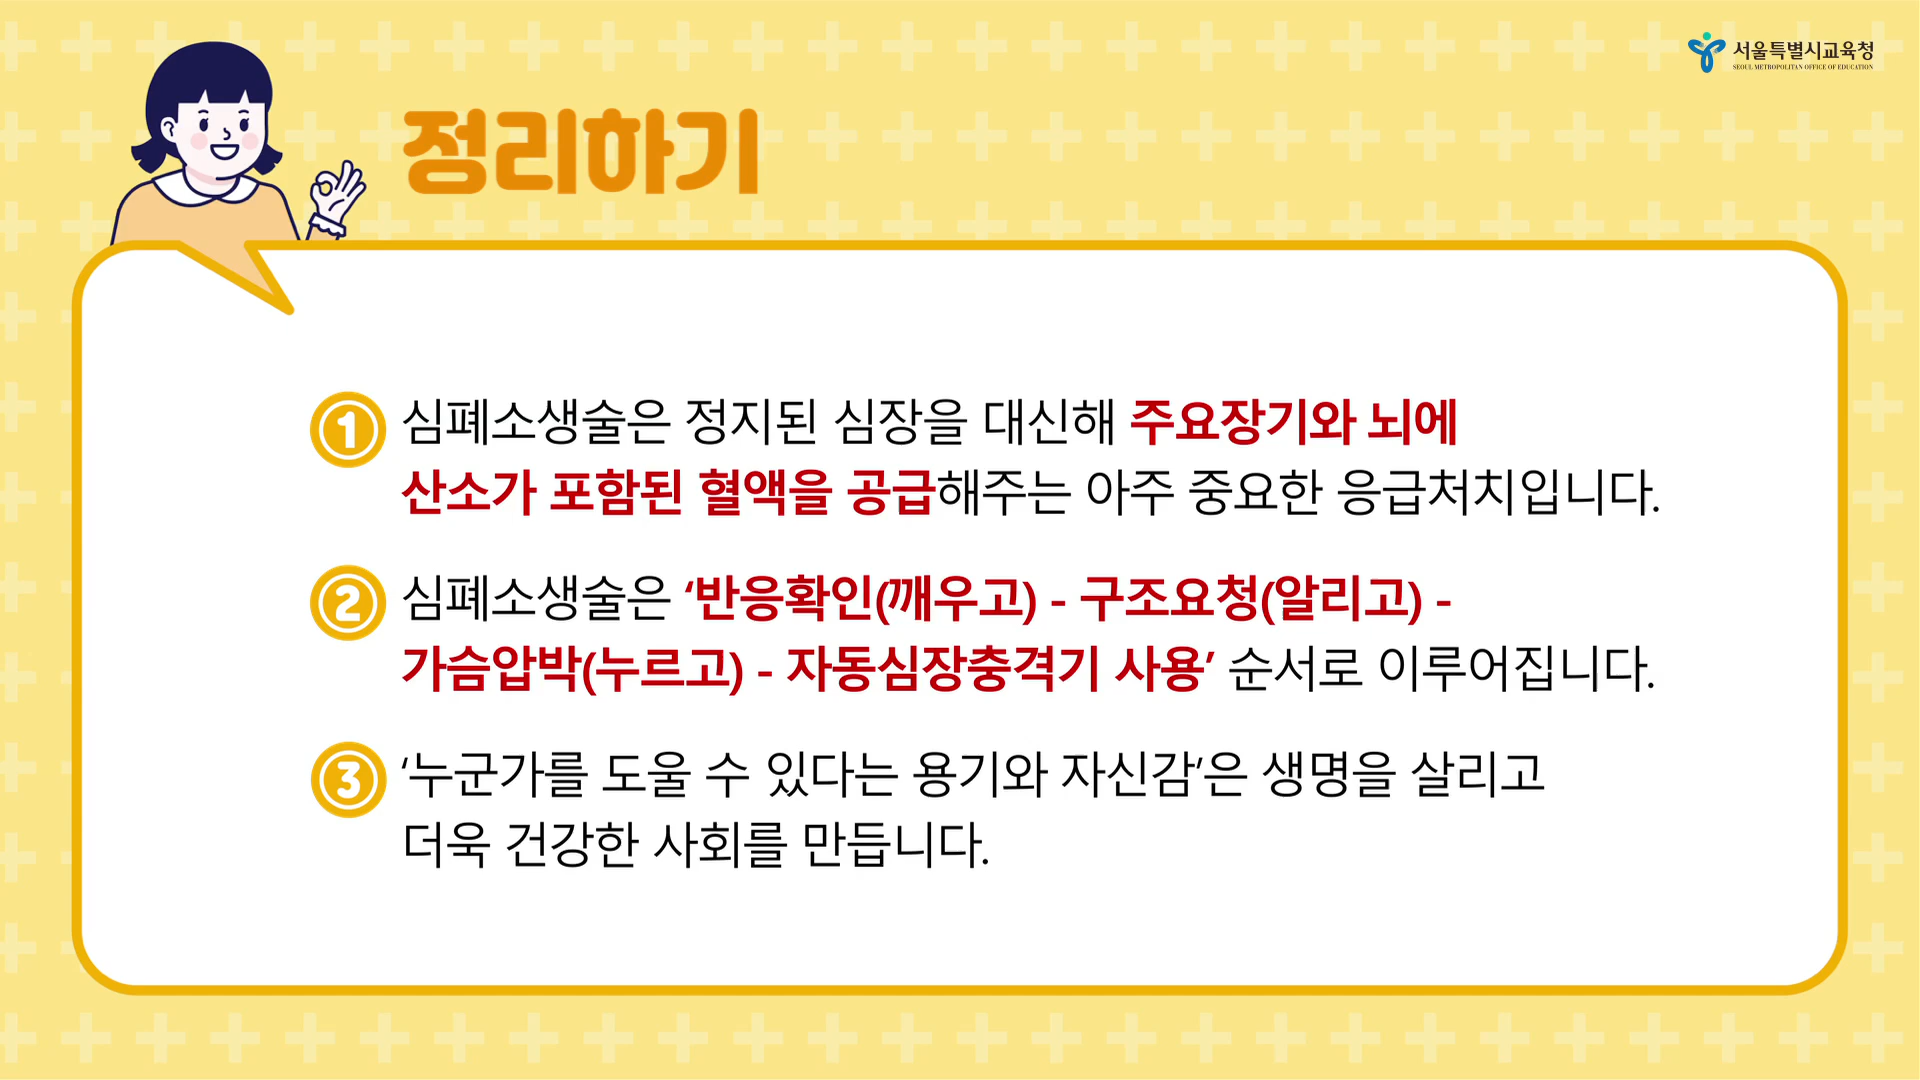 서울특별시교육청
SEOUL METROPOLITAN OFFICE OF EDUCATION
정리하기
① 심폐소생술은 정지된 심장을 대신해 주요장기와 뇌에
산소가 포함된 혈액을 공급해주는 아주 중요한 응급처치입니다.
② 심폐소생술은 ‘반응확인(깨우고) - 구조요청(알리고) -
가슴압박(누르고) - 자동심장충격기 사용’ 순서로 이루어집니다.
③ ‘누군가를 도울 수 있다는 용기와 자신감’은 생명을 살리고
더욱 건강한 사회를 만듭니다.